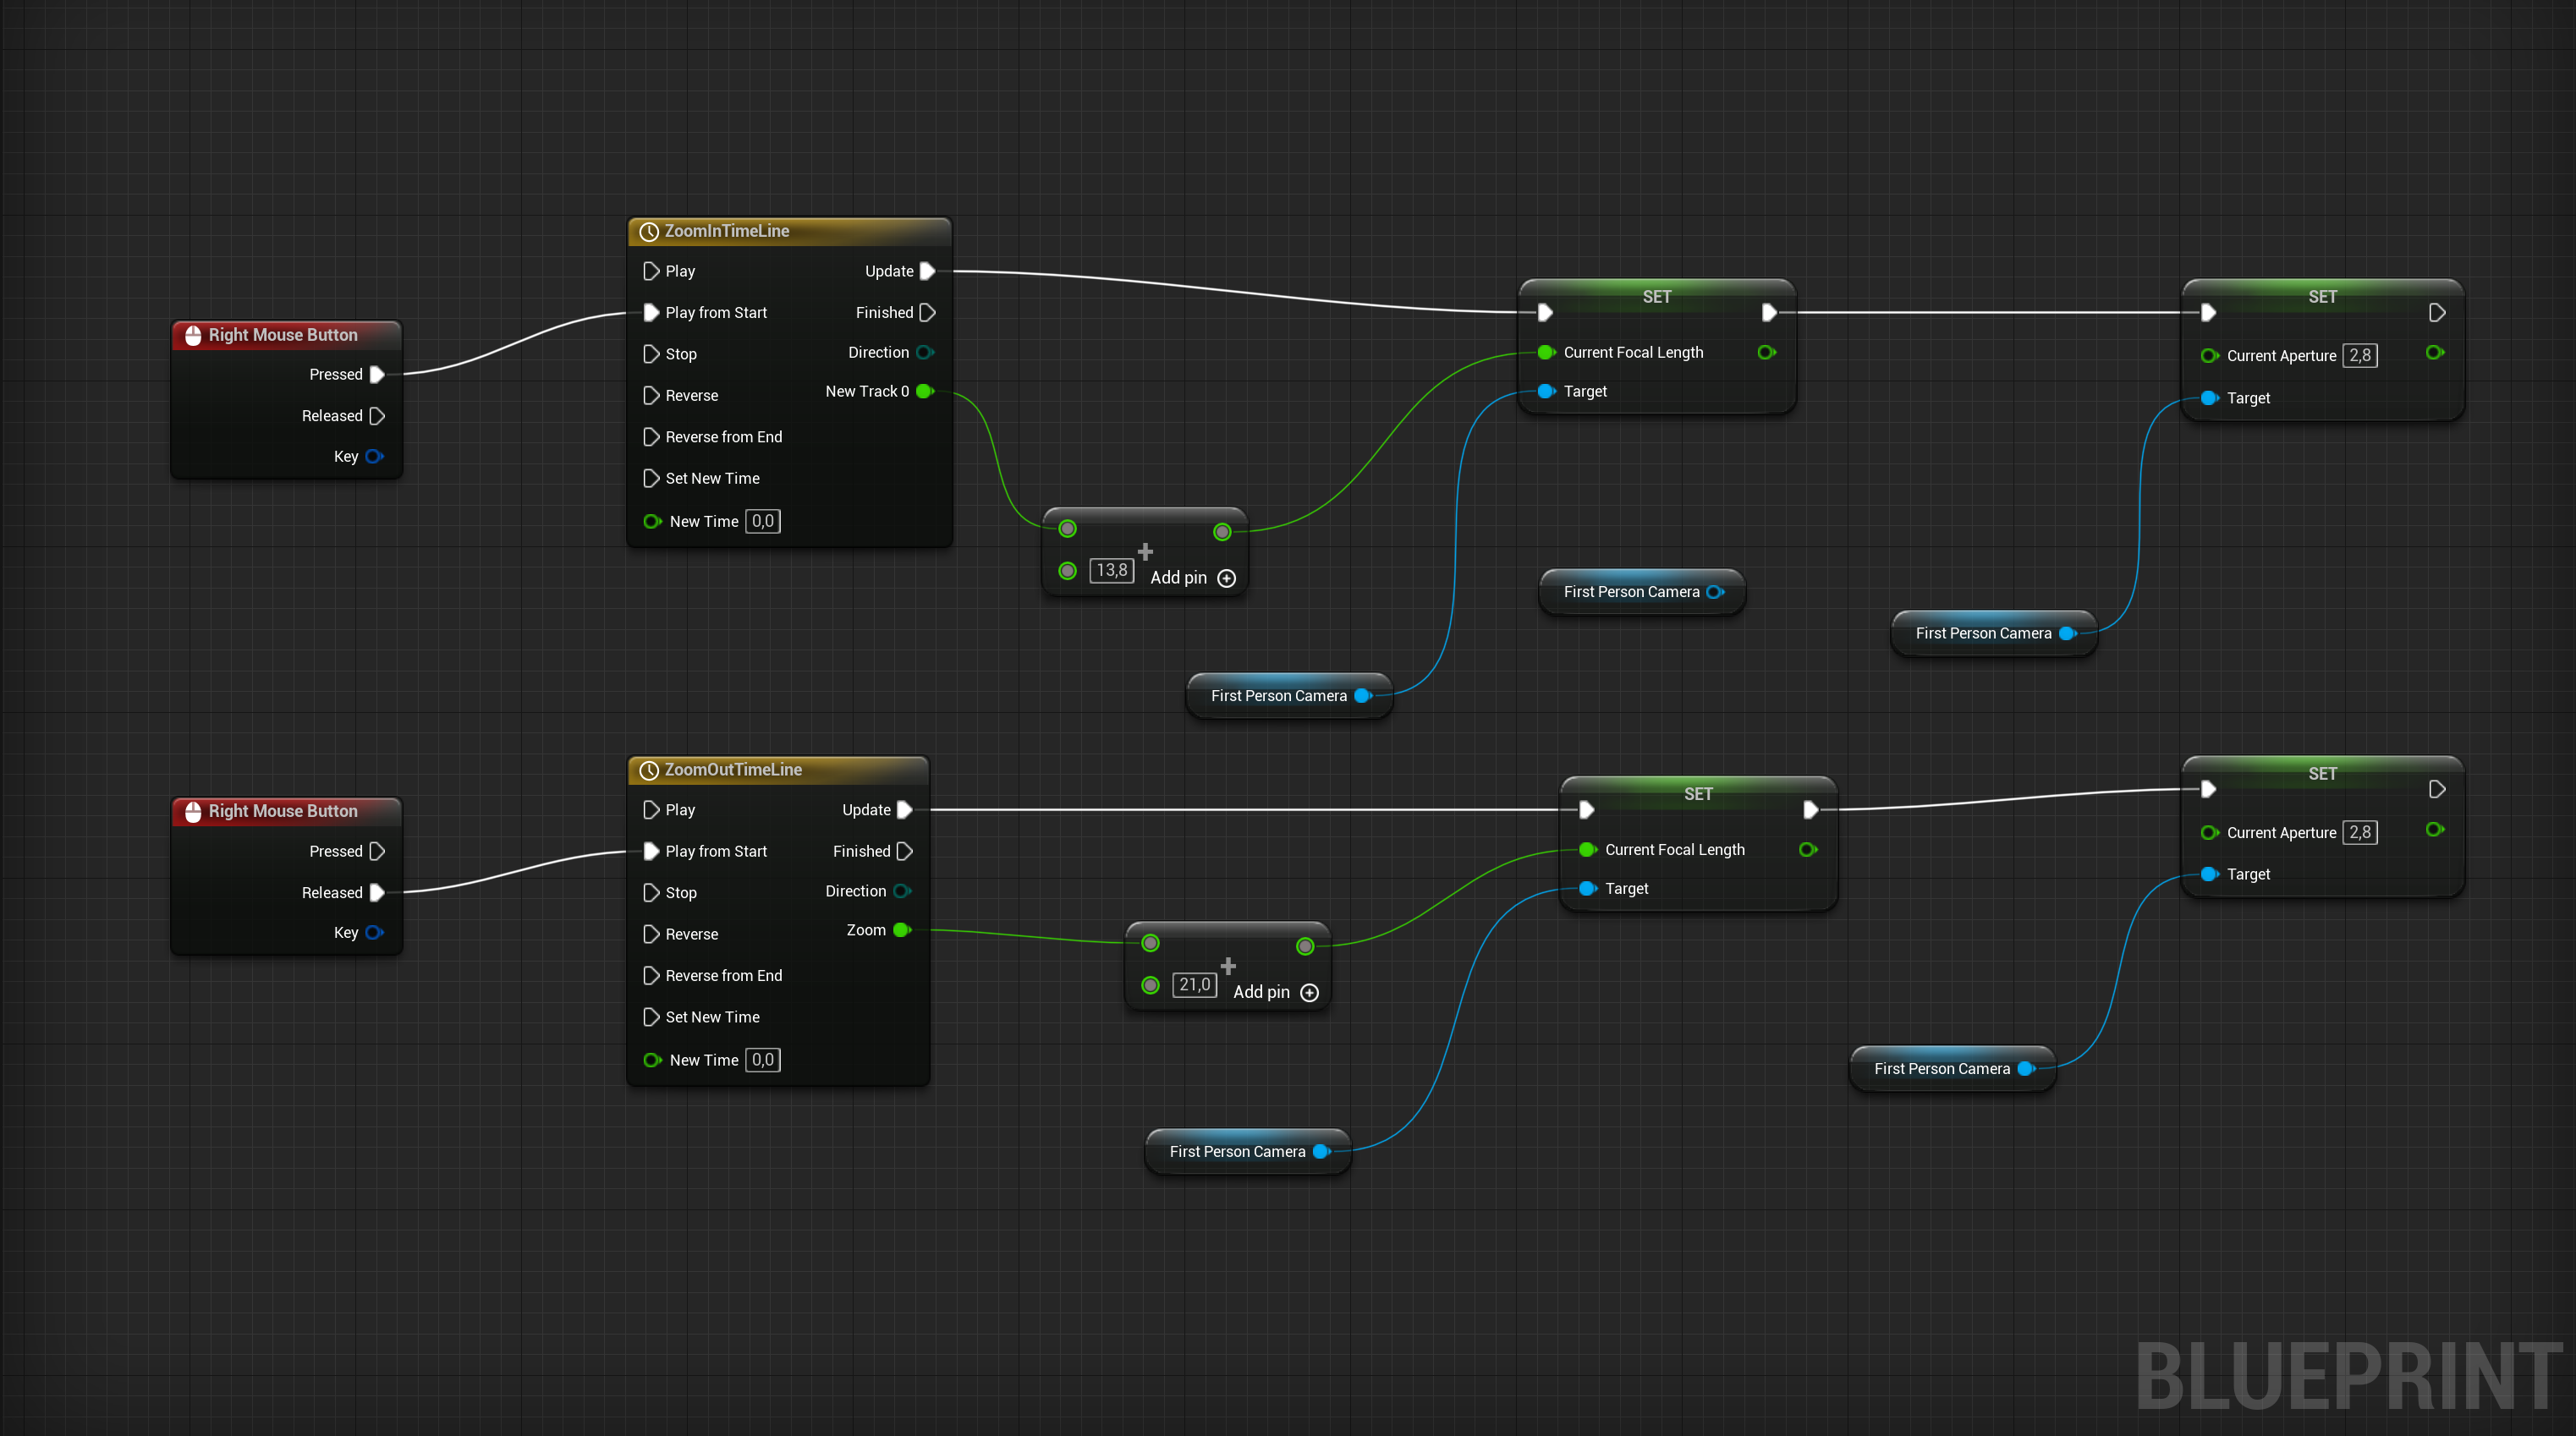 ZoomInTimeLine
Play
Update
Play from Start
Finished
Stop
Direction
Reverse
New Track 0
Reverse from End
Set New Time
New Time 0,0
Right Mouse Button
Pressed
Released
Key
13,8
Add pin
SET
Current Focal Length
Target
SET
Current Aperture 2,8
Target
First Person Camera
First Person Camera
First Person Camera
ZoomOutTimeLine
Play
Update
Play from Start
Finished
Stop
Direction
Reverse
Zoom
Reverse from End
Set New Time
New Time 0,0
Right Mouse Button
Pressed
Released
Key
21,0
Add pin
SET
Current Focal Length
Target
SET
Current Aperture 2,8
Target
First Person Camera
First Person Camera
BLUEPRINT